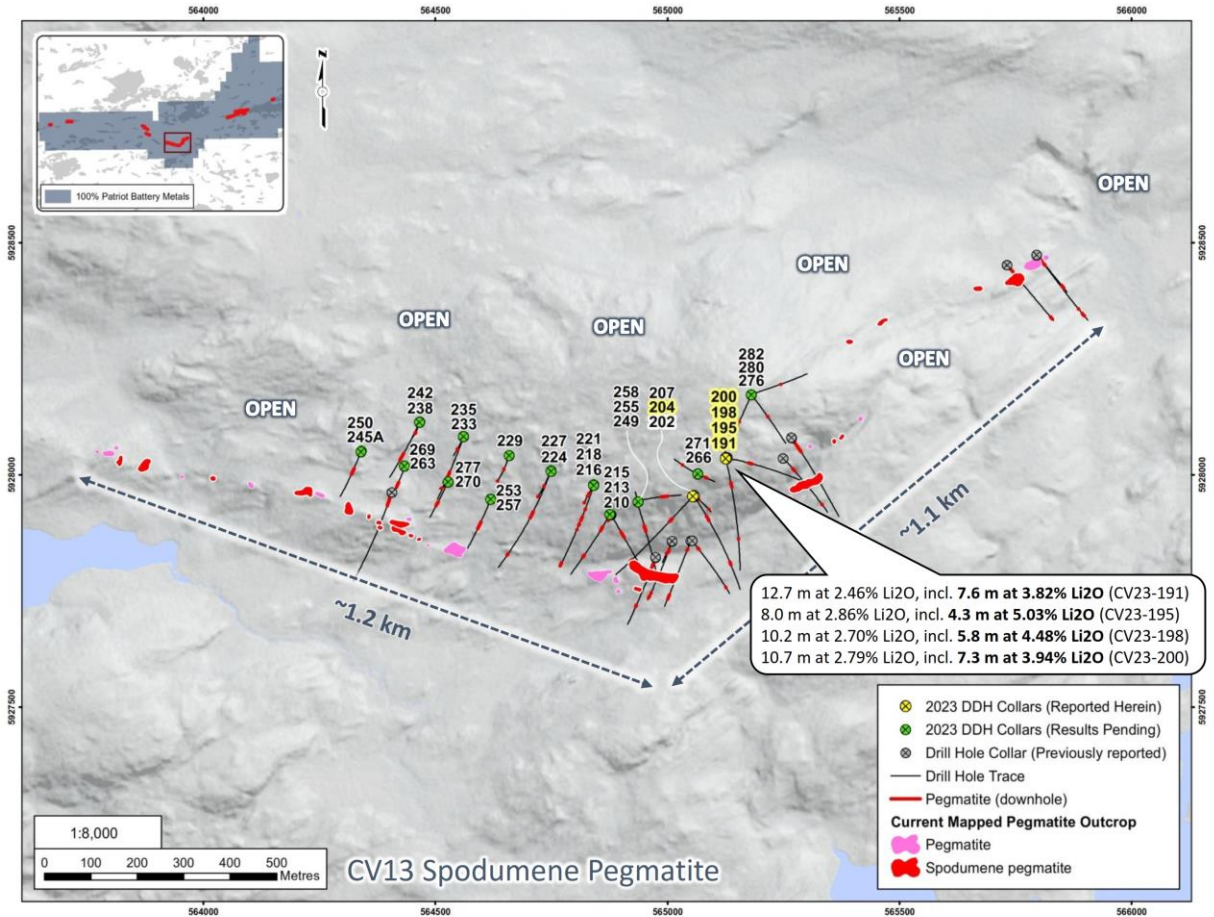 564000
564500
565000
565500
566000
N
100% Patriot Battery Metals
OPEN
5928500
5928500
OPEN
OPEN
OPEN
OPEN
OPEN
282
280
276
258
255
249
207
204
202
200
198
195
191
242
238
235
233
250
245A
269
263
277
270
229
253
257
227
224
221
218
216
215
213
210
271
266
5928000
5928000
~1.1 km
~1.2 km
12.7 m at 2.46% Li2O, incl. 7.6 m at 3.82% Li2O (CV23-191)
8.0 m at 2.86% Li2O, incl. 4.3 m at 5.03% Li2O (CV23-195)
10.2 m at 2.70% Li2O, incl. 5.8 m at 4.48% Li2O (CV23-198)
10.7 m at 2.79% Li2O, incl. 7.3 m at 3.94% Li2O (CV23-200)
5927500
5927500
2023 DDH Collars (Reported Herein)
2023 DDH Collars (Results Pending)
Drill Hole Collar (Previously reported)
Drill Hole Trace
Pegmatite (downhole)
Current Mapped Pegmatite Outcrop
Pegmatite
Spodumene pegmatite
1:8,000
0 100 200 300 400 500
Metres
CV13 Spodumene Pegmatite
564000
564500
565000
565500
566000